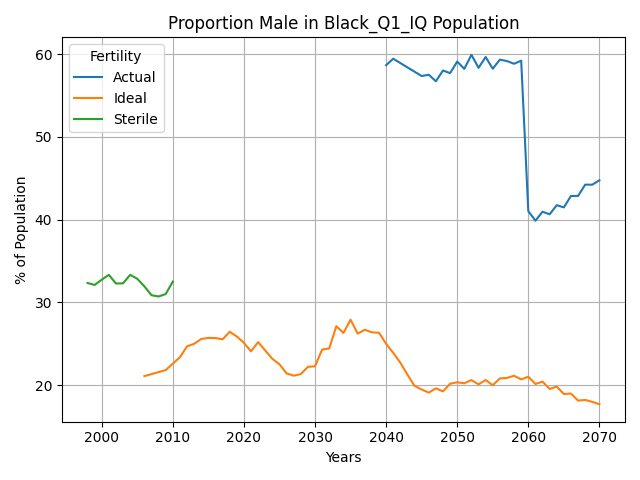 Proportion Male in Black_Q1_IQ Population
Fertility
Actual
Ideal
Sterile
% of Population
60
50
40
30
20
2000 2010 2020 2030 2040 2050 2060 2070
Years